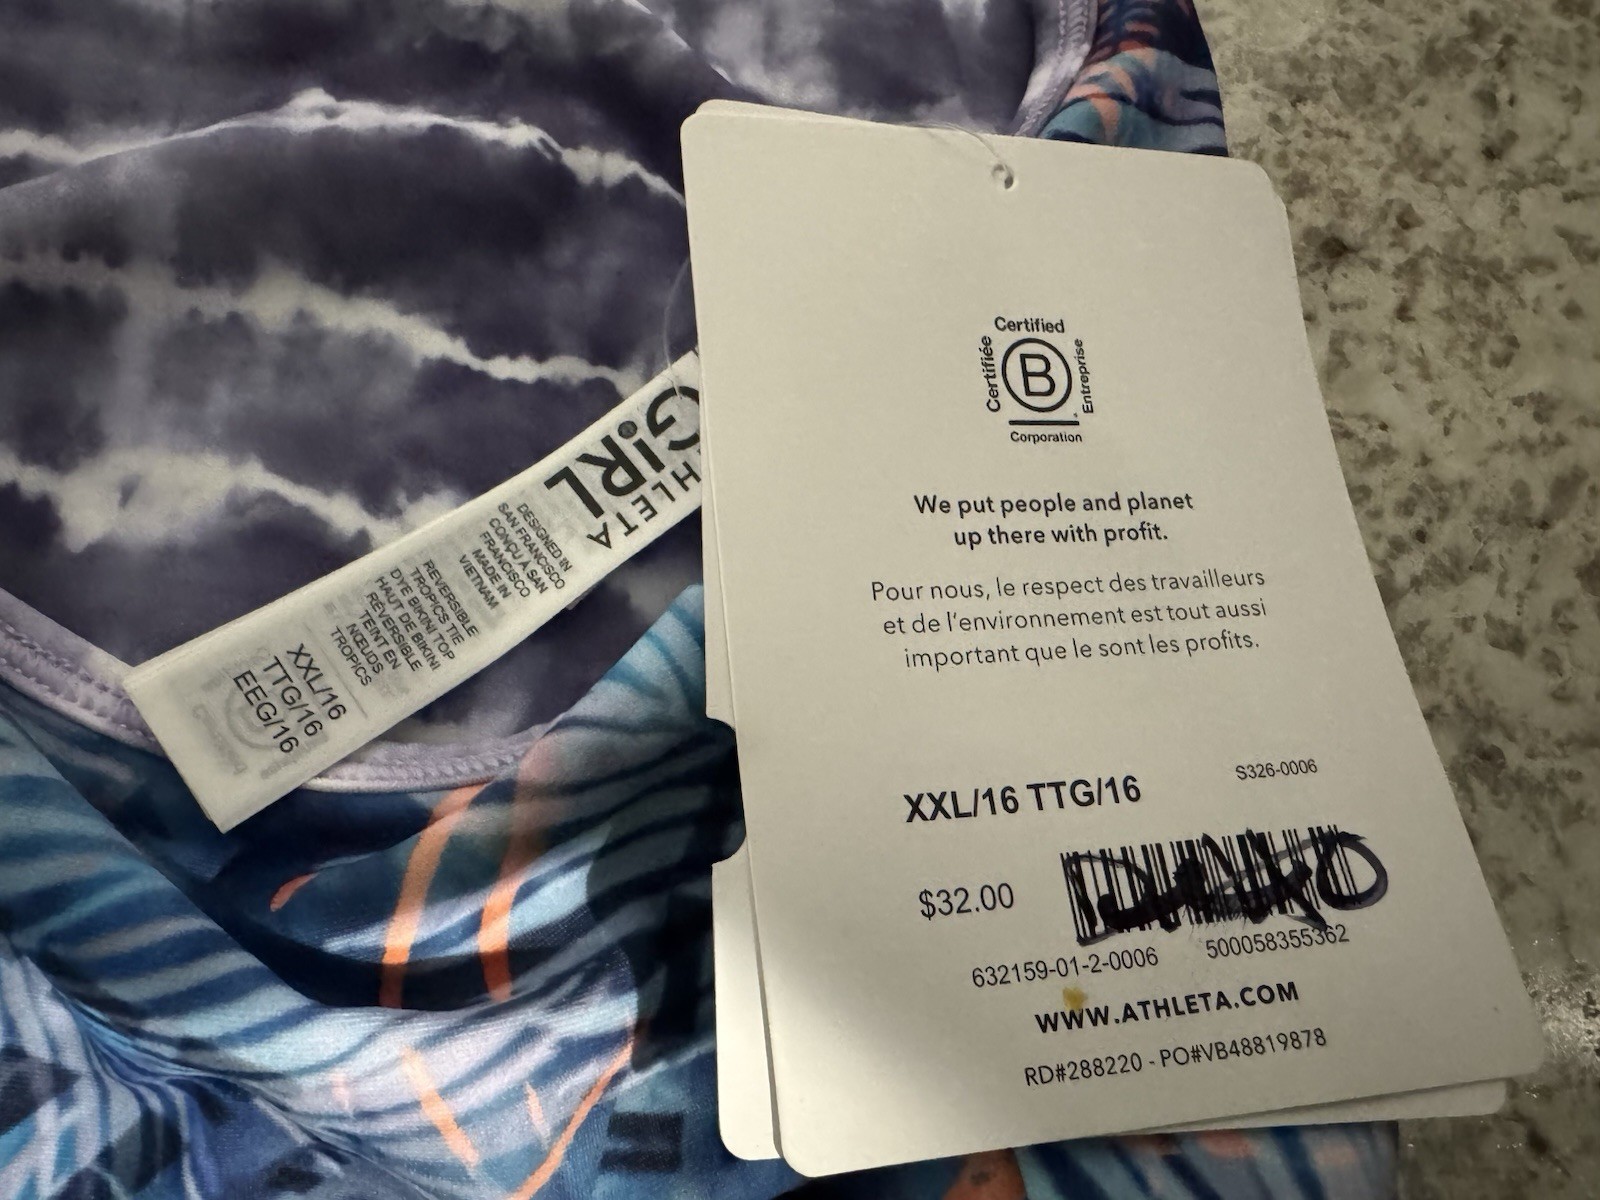 Certified
Certifiée
B
Entreprise
Corporation
We put people and planet
up there with profit.
Pour nous, le respect des travailleurs
et de l'environnement est tout aussi
important que le sont les profits.
S326-0006
XXL/16 TTG/16
$32.00
632159-01-2-0006 500058355362
WWW.ATHLETA.COM
RD#288220 - PO#VB48819878
ATHLETA
GIRL
DESIGNED IN
SAN FRANCISCO
CONÇU À SAN
FRANCISCO
MADE IN
VIETNAM
REVERSIBLE
TROPICS TIE
DYE BIKINI TOP
HAUT DE BIKINI
RÉVERSIBLE
TEINT EN
NŒUDS
TROPICS
XXL/16
TTG/16
EEG/16